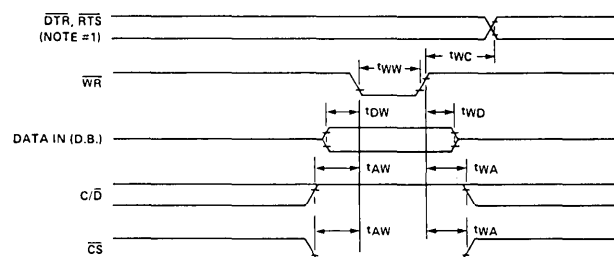 DTR, RTS
(NOTE #1)
tWC
tWW
WR
tDW
tWD
DATA IN (D.B.)
tAW
tWA
C/D
tAW
tWA
CS